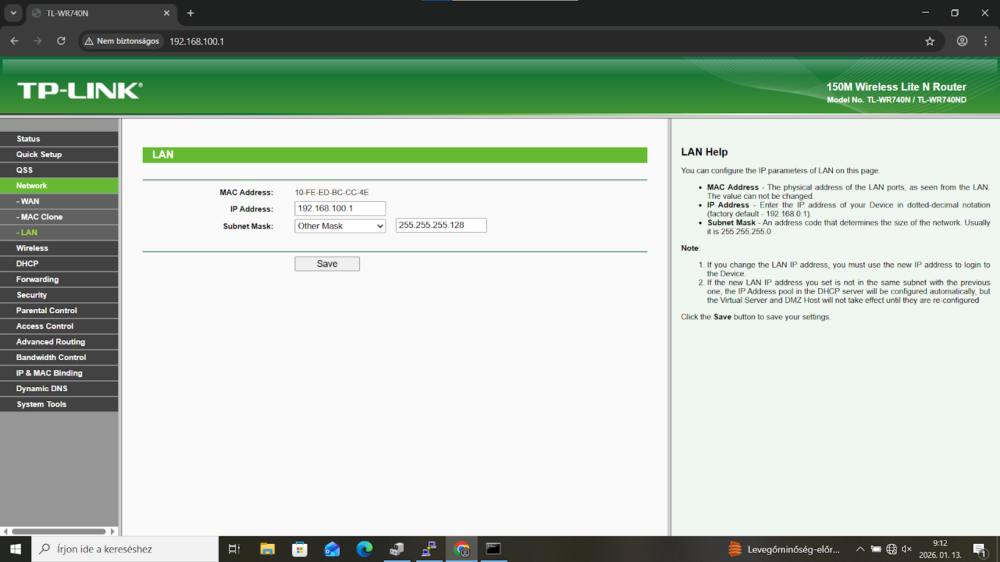 TL-WR740N
Nem biztonságos
192.168.100.1
TP-LINK®
150M Wireless Lite N Router
Model No. TL-WR740N / TL-WR740ND
Status
Quick Setup
QSS
Network
- WAN
- MAC Clone
- LAN
Wireless
DHCP
Forwarding
Security
Parental Control
Access Control
Advanced Routing
Bandwidth Control
IP & MAC Binding
Dynamic DNS
System Tools
LAN
MAC Address: 10-FE-ED-BC-CC-4E
IP Address: 192.168.100.1
Subnet Mask: Other Mask 255.255.255.128
Save
LAN Help
You can configure the IP parameters of LAN on this page.
• MAC Address - The physical address of the LAN ports, as seen from the LAN.
The value can not be changed.
• IP Address - Enter the IP address of your Device in dotted-decimal notation
(factory default - 192.168.0.1).
• Subnet Mask - An address code that determines the size of the network. Usually
it is 255.255.255.0 .
Note:
1. If you change the LAN IP address, you must use the new IP address to login to
the Device.
2. If the new LAN IP address you set is not in the same subnet with the previous
one, the IP Address pool in the DHCP server will be configured automatically, but
the Virtual Server and DMZ Host will not take effect until they are re-configured
Click the Save button to save your settings.
Írjon ide a kereséshez
Levegőminőség-előr...
9:12
2026. 01. 13.
1